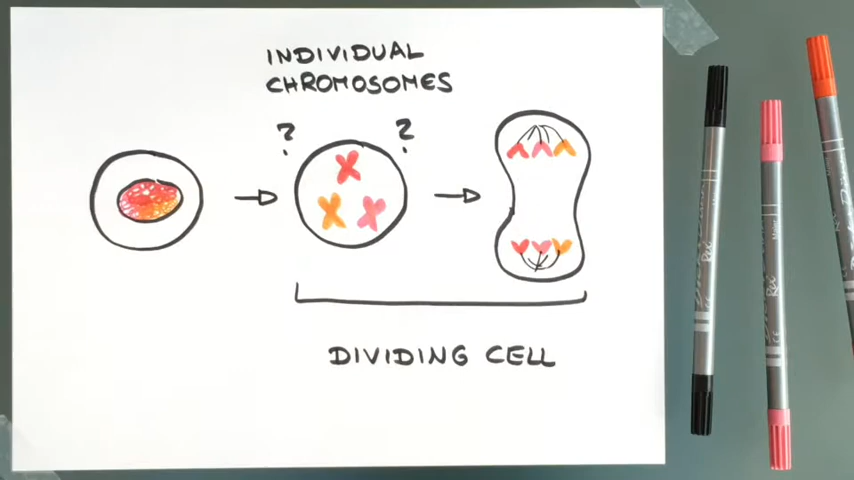 INDIVIDUAL
CHROMOSOMES
? ?
DIVIDING CELL